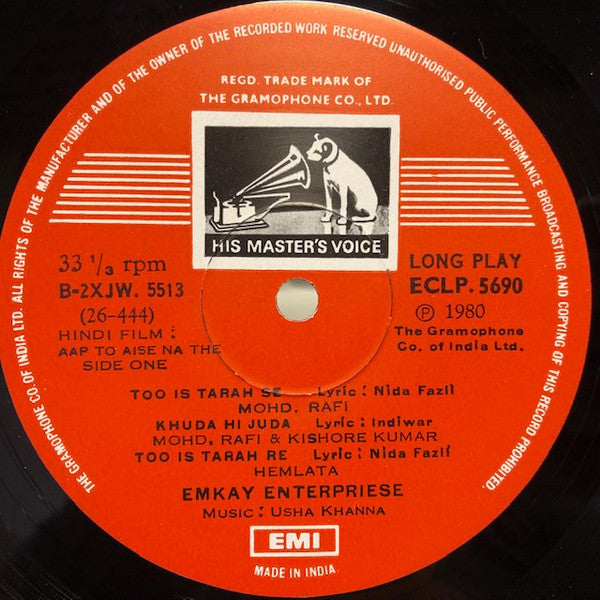 THE GRAMOPHONE CO. OF INDIA LTD. ALL RIGHTS OF THE MANUFACTURER AND OF THE OWNER OF THE RECORDED WORK RESERVED UNAUTHORISED PUBLIC PERFORMANCE BROADCASTING AND COPYING OF THIS RECORD PROHIBITED.
REGD. TRADE MARK OF
THE GRAMOPHONE CO., LTD.
HIS MASTER'S VOICE
33 1/3 rpm
B-2XJW. 5513
(26-444)
HINDI FILM :
AAP TO AISE NA THE
SIDE ONE
LONG PLAY
ECLP. 5690
℗ 1980
The Gramophone
Co. of India Ltd.
TOO IS TARAH SE Lyric : Nida Fazli
MOHD. RAFI
KHUDA HI JUDA Lyric : Indiwar
MOHD. RAFI & KISHORE KUMAR
TOO IS TARAH RE Lyric : Nida Fazli
HEMLATA
EMKAY ENTERPRIESE
MUSIC : USHA KHANNA
EMI
MADE IN INDIA.